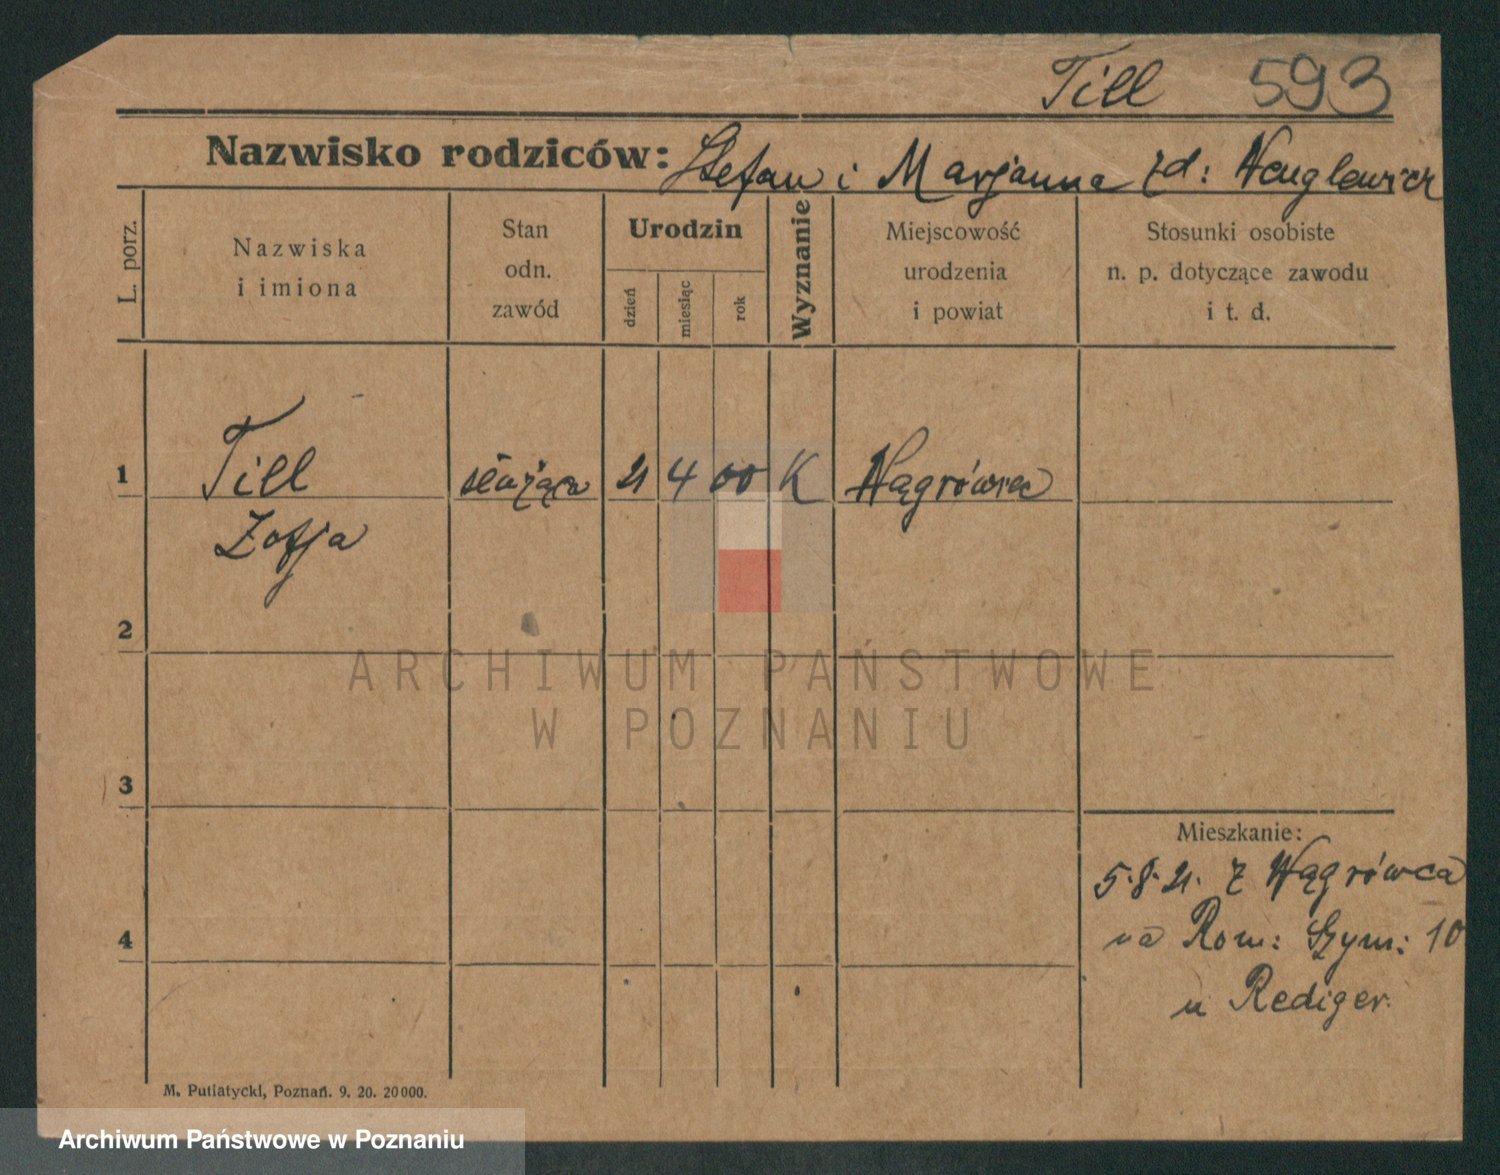 Till 593
Nazwisko rodziców: Stefan i Marjanna zd:
L. porz.
Nazwiska
i imiona
Stan
odn.
zawód
Urodzin
dzień
miesiąc
rok
Wyznanie
Miejscowość
urodzenia
i powiat
Stosunki osobiste
n. p. dotyczące zawodu
i t. d.
1
Till służąca 21 4 00 K Wągrówiec
Zofja
2
3
4
ARCHIWUM PAŃSTWOWE
W POZNANIU
Mieszkanie:
5.8.21. z Wągrówca
na Rom: Szym: 10
u Rediger.
M. Putiatycki, Poznań. 9. 20. 20000.
Archiwum Państwowe w Poznaniu